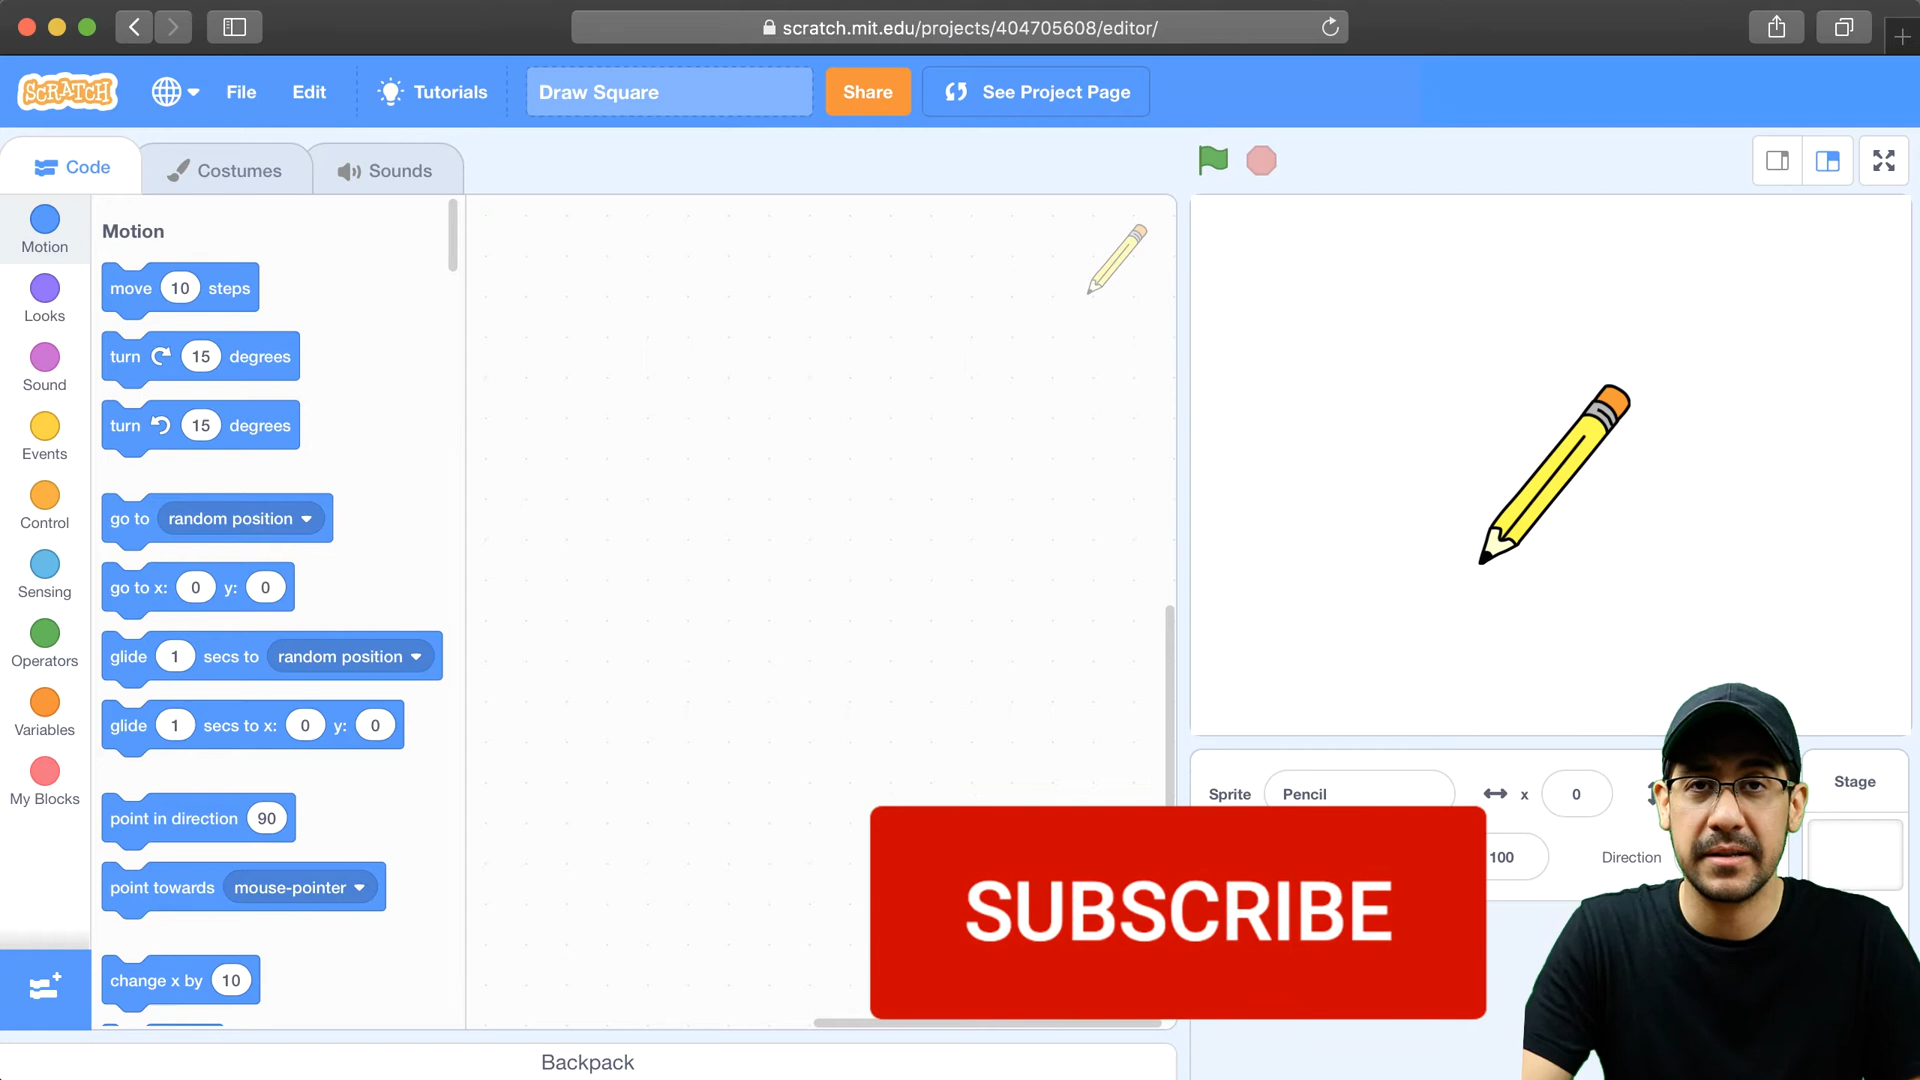 scratch.mit.edu/projects/404705608/editor/
SCRATCH File Edit Tutorials Draw Square Share See Project Page
Code Costumes Sounds
Motion
Looks
Sound
Events
Control
Sensing
Operators
Variables
My Blocks
Motion
move 10 steps
turn 15 degrees
turn 15 degrees
go to random position
go to x: 0 y: 0
glide 1 secs to random position
glide 1 secs to x: 0 y: 0
point in direction 90
point towards mouse-pointer
change x by 10
Sprite Pencil x 0
100 Direction
Stage
SUBSCRIBE
Backpack